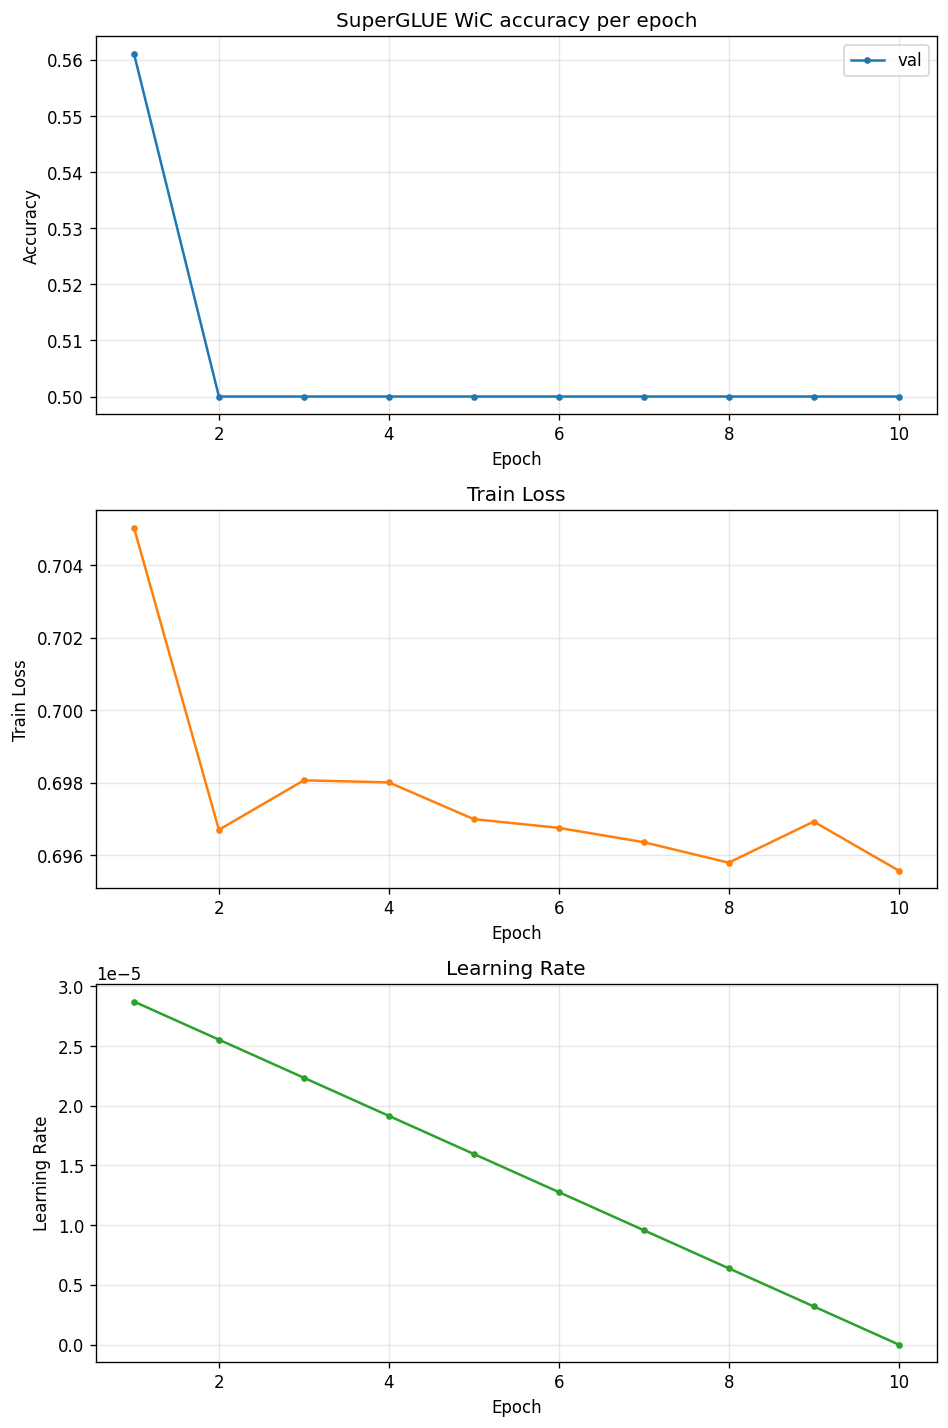 SuperGLUE WiC accuracy per epoch
val
0.56
0.55
0.54
0.53
0.52
0.51
0.50
Accuracy
2 4 6 8 10
Epoch
Train Loss
0.704
0.702
0.700
0.698
0.696
Train Loss
2 4 6 8 10
Epoch
Learning Rate
1e−5
3.0
2.5
2.0
1.5
1.0
0.5
0.0
Learning Rate
2 4 6 8 10
Epoch